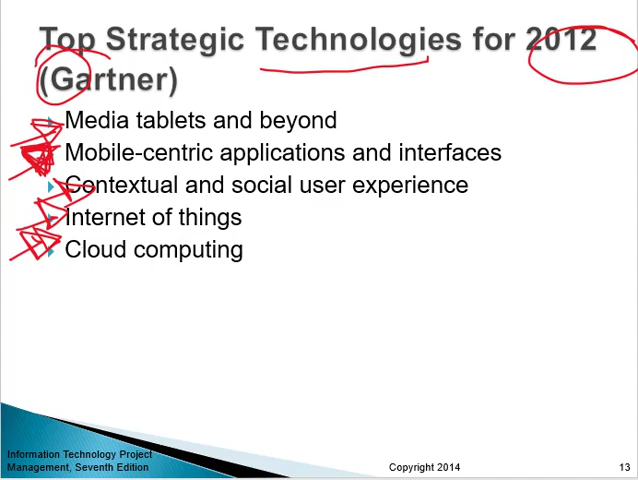 Top Strategic Technologies for 2012
(Gartner)
Media tablets and beyond
Mobile-centric applications and interfaces
Contextual and social user experience
Internet of things
Cloud computing
Information Technology Project
Management, Seventh Edition
Copyright 2014
13